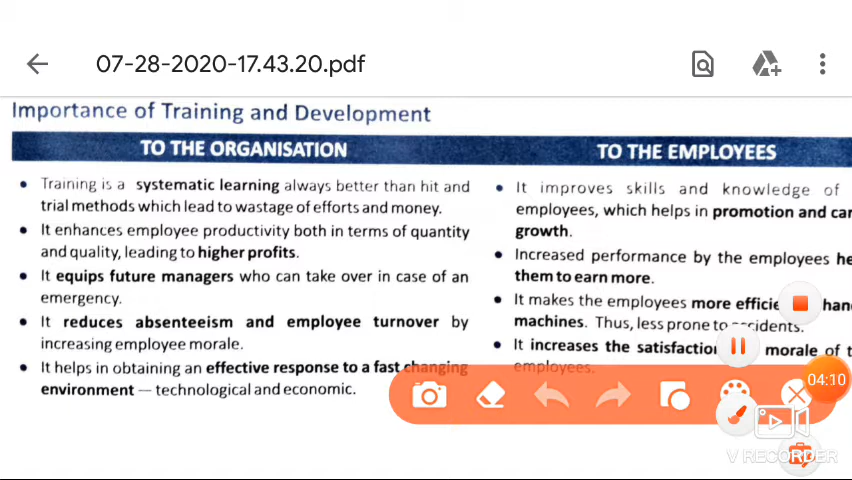 07-28-2020-17.43.20.pdf
Importance of Training and Development
TO THE ORGANISATION
• Training is a systematic learning always better than hit and
trial methods which lead to wastage of efforts and money.
• It enhances employee productivity both in terms of quantity
and quality, leading to higher profits.
• It equips future managers who can take over in case of an
emergency.
• It reduces absenteeism and employee turnover by
increasing employee morale.
• It helps in obtaining an effective response to a fast changing
environment — technological and economic.
TO THE EMPLOYEES
• It improves skills and knowledge of
employees, which helps in promotion and
growth.
• Increased performance by the employees
them to earn more.
• It makes the employees more
machines. Thus, less prone to accidents.
• It increases the satisfaction morale of
employees.
04:10
V RECORDER